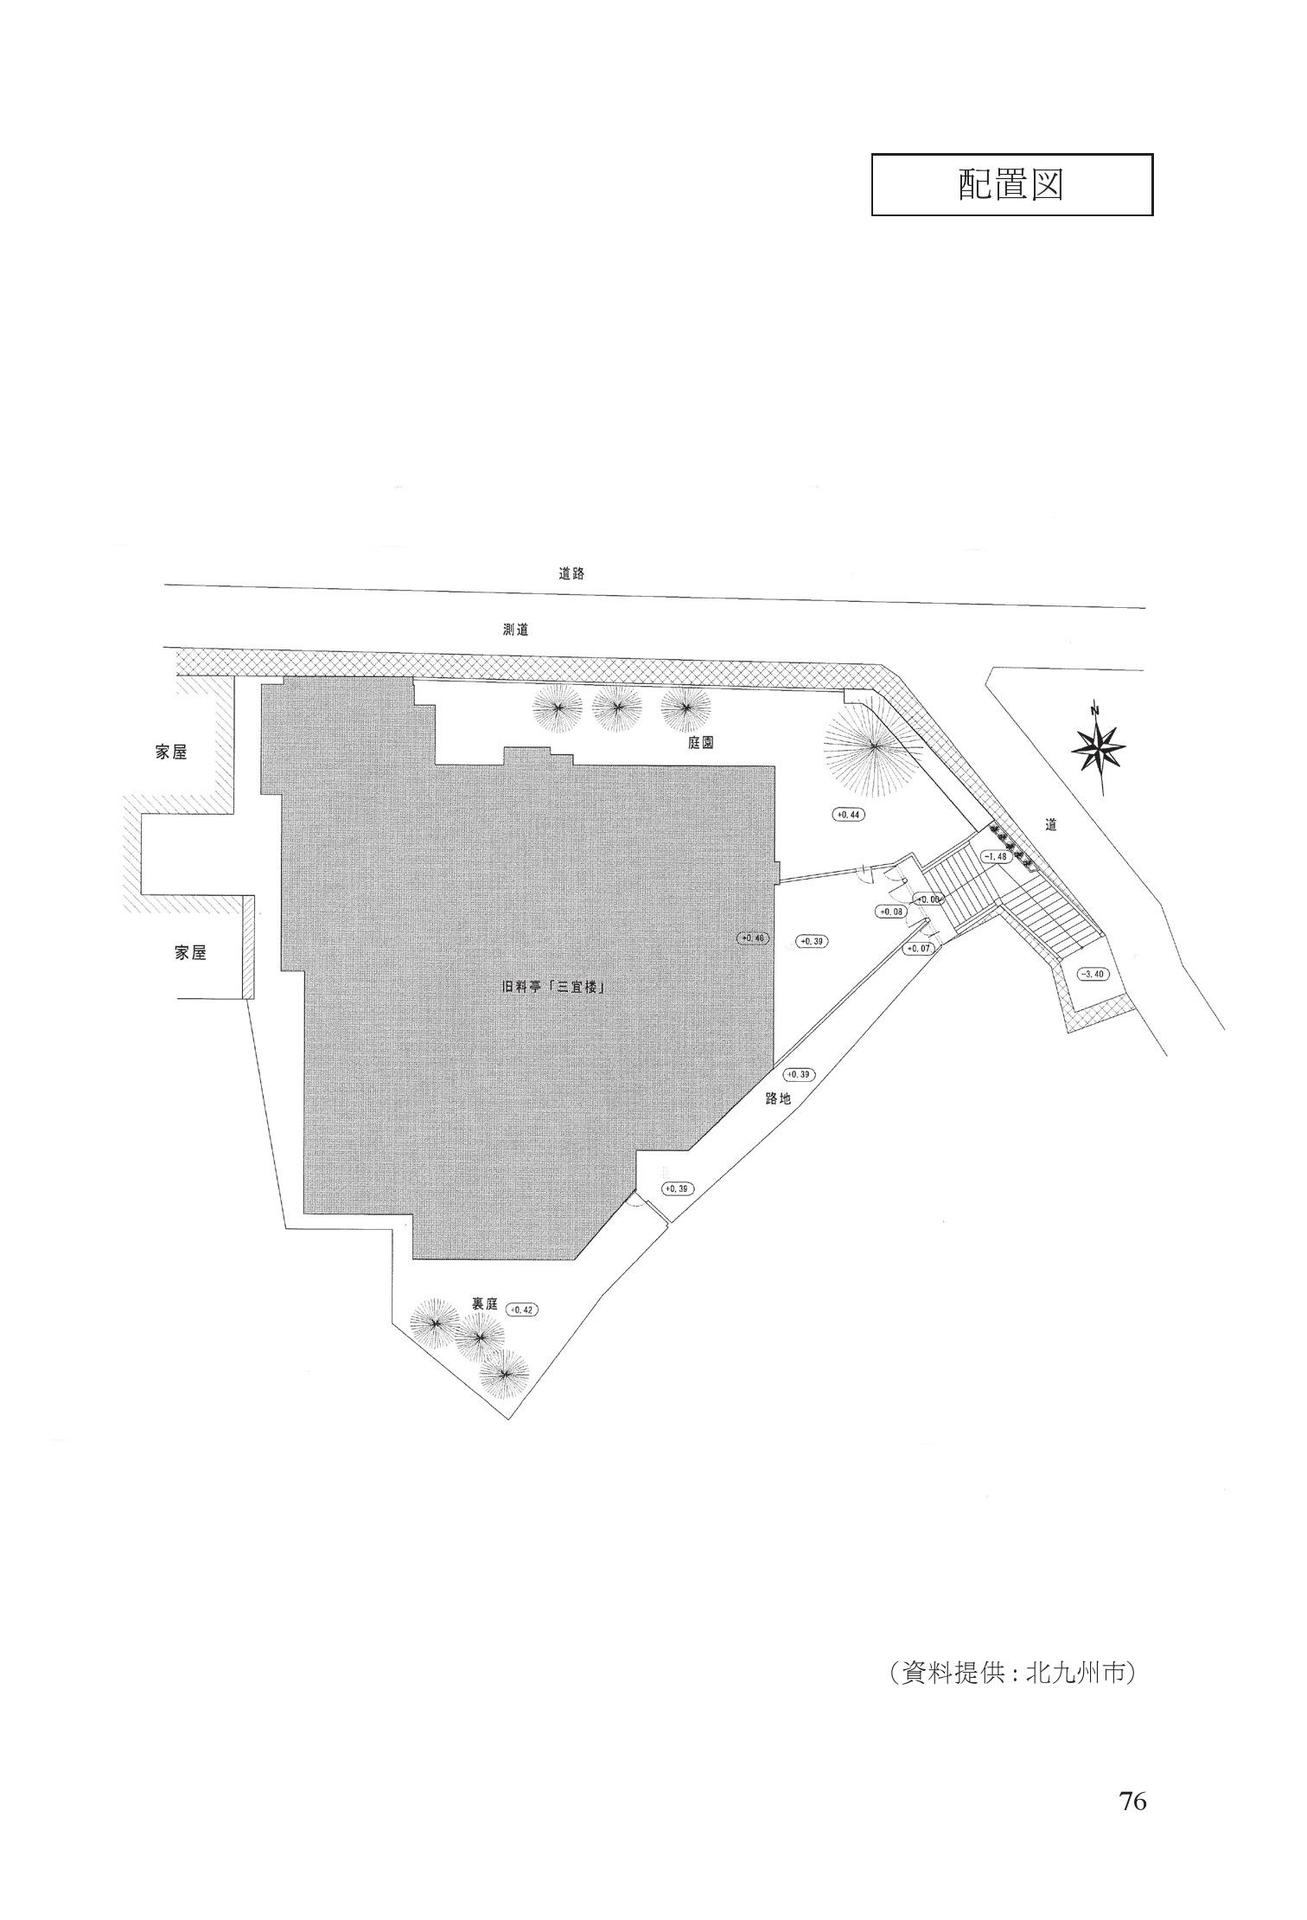 配置図
道路
測道
家屋
庭園
N
+0.44
道
-1.48
+0.00
+0.08
+0.46
+0.39
+0.07
家屋
-3.40
旧料亭「三宜楼」
+0.39
路地
+0.39
裏庭
+0.42
（資料提供：北九州市）
76